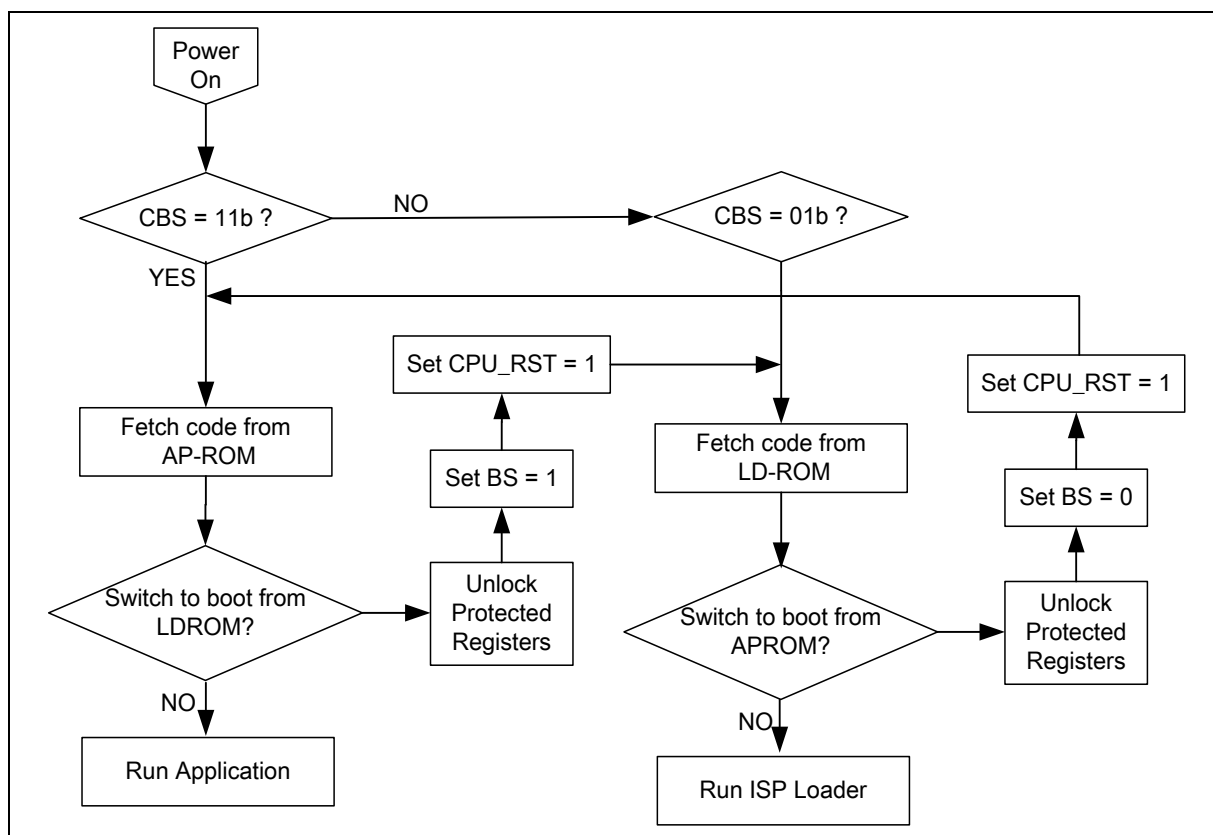 Power
On
CBS = 11b ?
NO
CBS = 01b ?
YES
Set CPU_RST = 1
Set CPU_RST = 1
Fetch code from
AP-ROM
Fetch code from
LD-ROM
Set BS = 1
Set BS = 0
Switch to boot from
LDROM?
Unlock
Protected
Registers
Switch to boot from
APROM?
Unlock
Protected
Registers
NO
NO
Run Application
Run ISP Loader